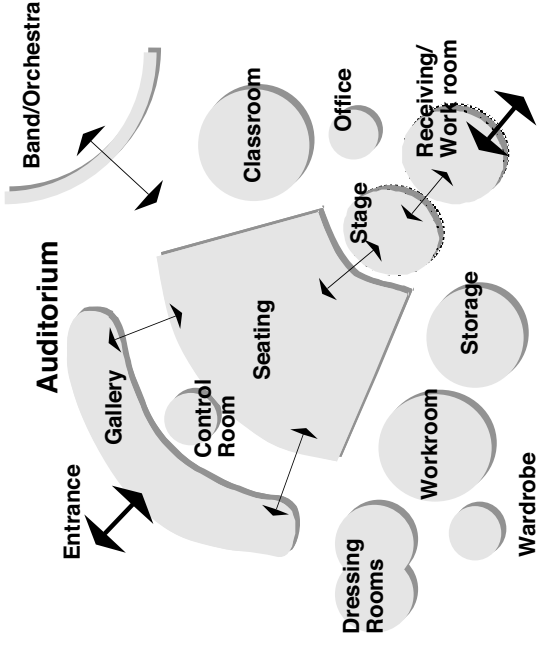 Auditorium
Band/Orchestra
Entrance
Gallery
Control
Room
Seating
Classroom
Office
Stage
Receiving/
Work room
Storage
Workroom
Dressing
Rooms
Wardrobe